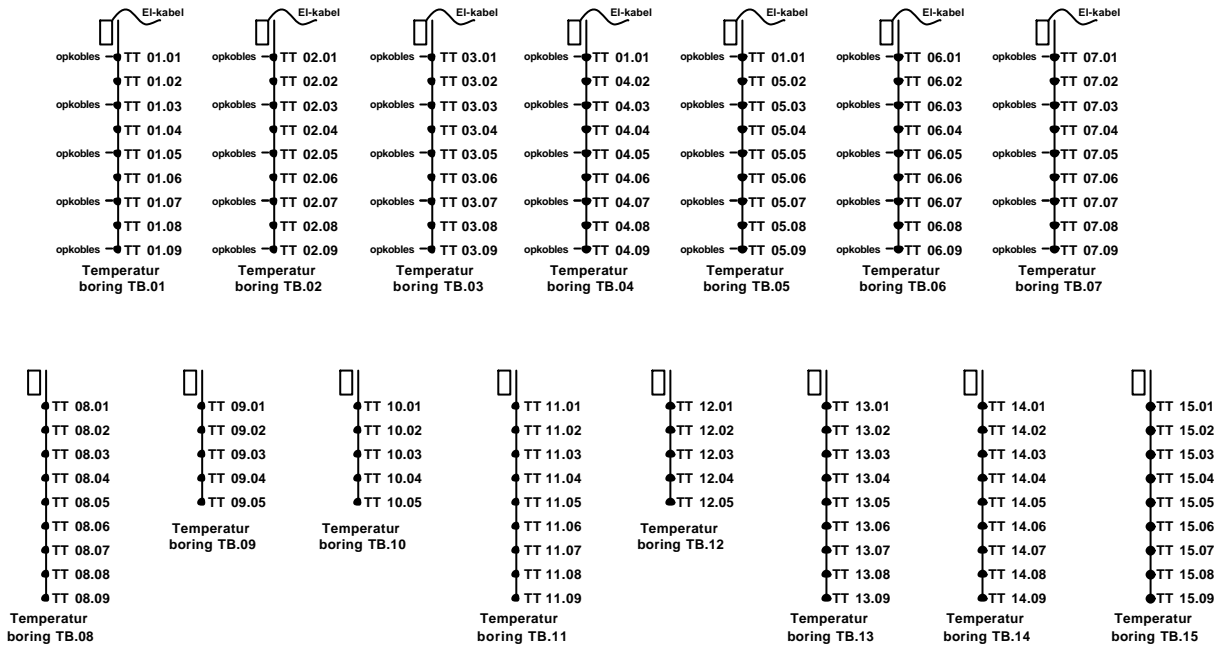 El-kabel El-kabel El-kabel El-kabel El-kabel El-kabel El-kabel
opkobles TT 01.01 opkobles TT 02.01 opkobles TT 03.01 opkobles TT 01.01 opkobles TT 01.01 opkobles TT 06.01 opkobles TT 07.01
TT 01.02 TT 02.02 TT 03.02 TT 04.02 TT 05.02 TT 06.02 TT 07.02
opkobles TT 01.03 opkobles TT 02.03 opkobles TT 03.03 opkobles TT 04.03 opkobles TT 05.03 opkobles TT 06.03 opkobles TT 07.03
TT 01.04 TT 02.04 TT 03.04 TT 04.04 TT 05.04 TT 06.04 TT 07.04
opkobles TT 01.05 opkobles TT 02.05 opkobles TT 03.05 opkobles TT 04.05 opkobles TT 05.05 opkobles TT 06.05 opkobles TT 07.05
TT 01.06 TT 02.06 TT 03.06 TT 04.06 TT 05.06 TT 06.06 TT 07.06
opkobles TT 01.07 opkobles TT 02.07 opkobles TT 03.07 opkobles TT 04.07 opkobles TT 05.07 opkobles TT 06.07 opkobles TT 07.07
TT 01.08 TT 02.08 TT 03.08 TT 04.08 TT 05.08 TT 06.08 TT 07.08
opkobles TT 01.09 opkobles TT 02.09 opkobles TT 03.09 opkobles TT 04.09 opkobles TT 05.09 opkobles TT 06.09 opkobles TT 07.09
Temperatur Temperatur Temperatur Temperatur Temperatur Temperatur Temperatur
boring TB.01 boring TB.02 boring TB.03 boring TB.04 boring TB.05 boring TB.06 boring TB.07
TT 08.01 TT 09.01 TT 10.01 TT 11.01 TT 12.01 TT 13.01 TT 14.01 TT 15.01
TT 08.02 TT 09.02 TT 10.02 TT 11.02 TT 12.02 TT 13.02 TT 14.02 TT 15.02
TT 08.03 TT 09.03 TT 10.03 TT 11.03 TT 12.03 TT 13.03 TT 14.03 TT 15.03
TT 08.04 TT 09.04 TT 10.04 TT 11.04 TT 12.04 TT 13.04 TT 14.04 TT 15.04
TT 08.05 TT 09.05 TT 10.05 TT 11.05 TT 12.05 TT 13.05 TT 14.05 TT 15.05
TT 08.06 Temperatur Temperatur TT 11.06 Temperatur TT 13.06 TT 14.06 TT 15.06
TT 08.07 boring TB.09 boring TB.10 TT 11.07 boring TB.12 TT 13.07 TT 14.07 TT 15.07
TT 08.08 TT 11.08 TT 13.08 TT 14.08 TT 15.08
TT 08.09 TT 11.09 TT 13.09 TT 14.09 TT 15.09
Temperatur Temperatur Temperatur Temperatur Temperatur
boring TB.08 boring TB.11 boring TB.13 boring TB.14 boring TB.15